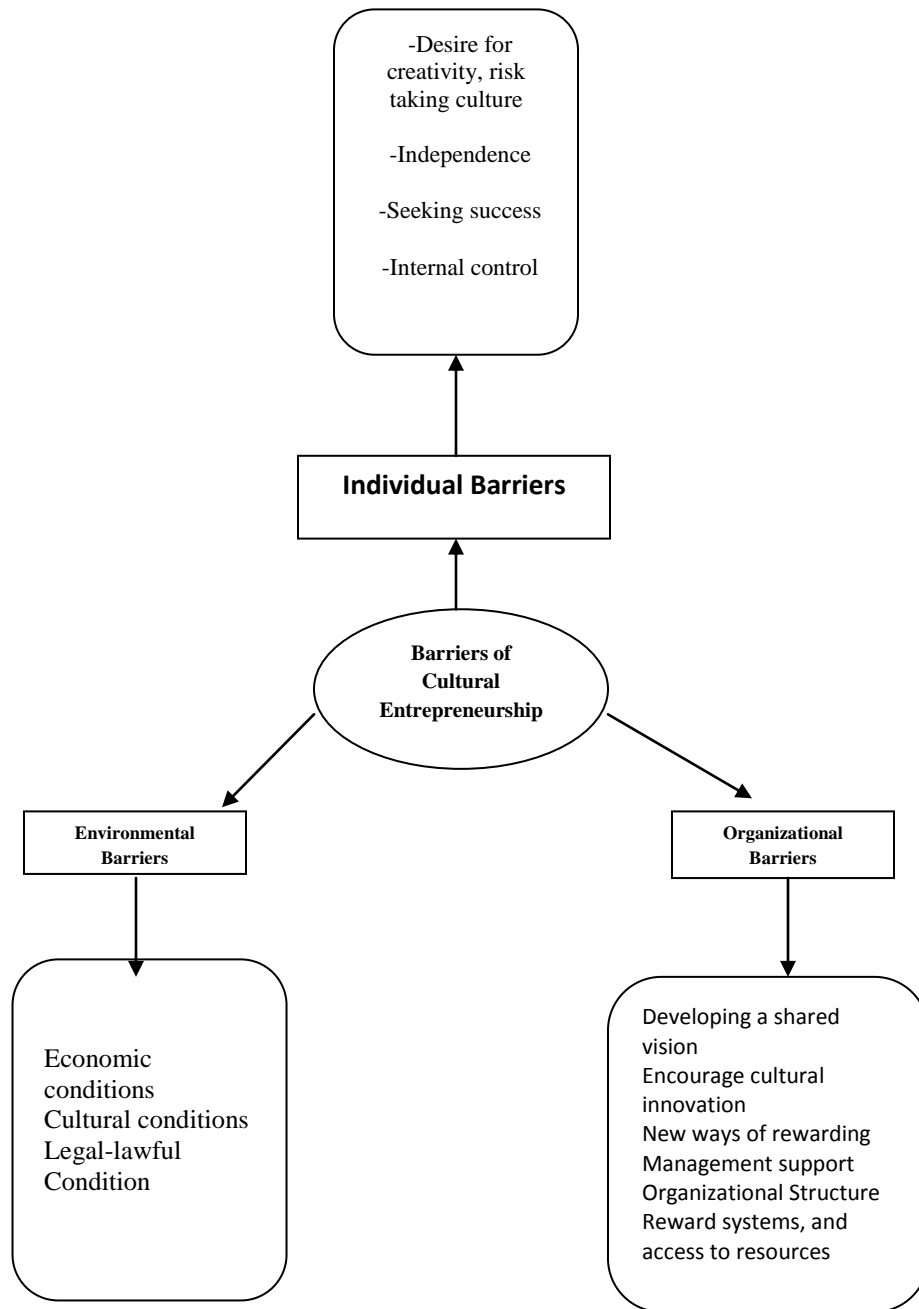 -Desire for
creativity, risk
taking culture
-Independence
-Seeking success
-Internal control
Individual Barriers
Barriers of
Cultural
Entrepreneurship
Environmental
Barriers
Organizational
Barriers
Economic
conditions
Cultural conditions
Legal-lawful
Condition
Developing a shared
vision
Encourage cultural
innovation
New ways of rewarding
Management support
Organizational Structure
Reward systems, and
access to resources